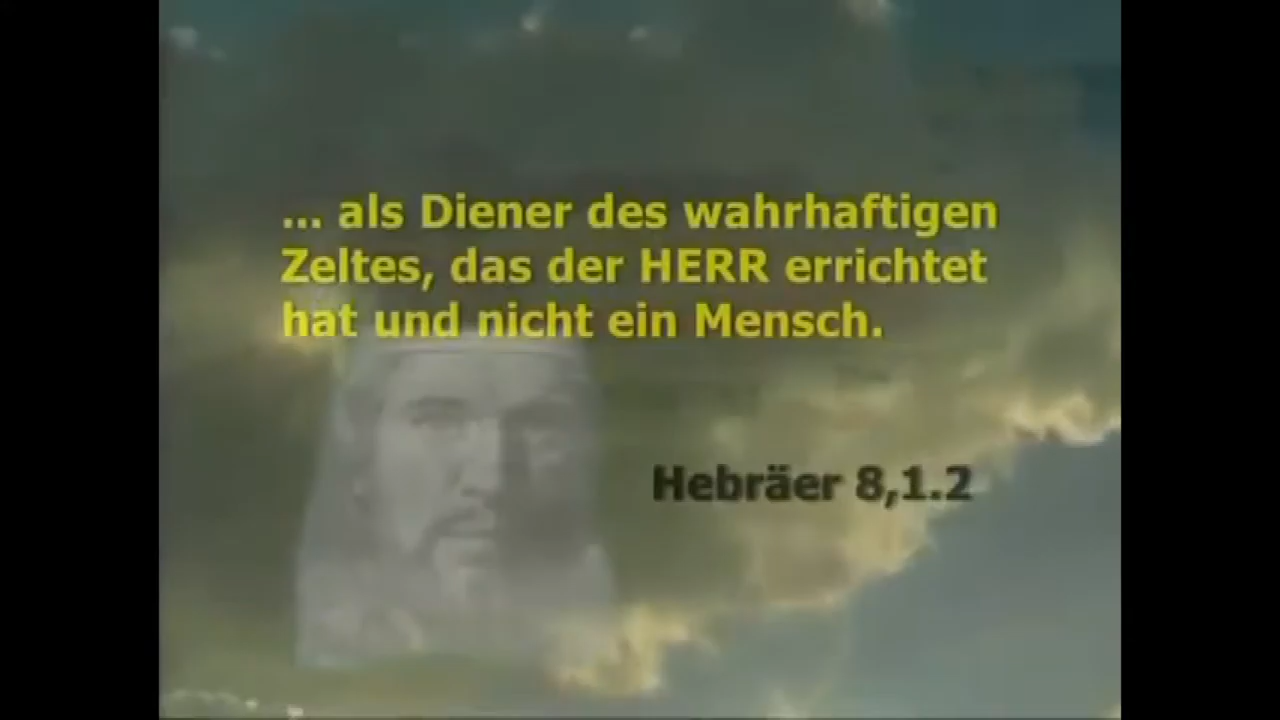 ... als Diener des wahrhaftigen
Zeltes, das der HERR errichtet
hat und nicht ein Mensch.
Hebräer 8,1.2